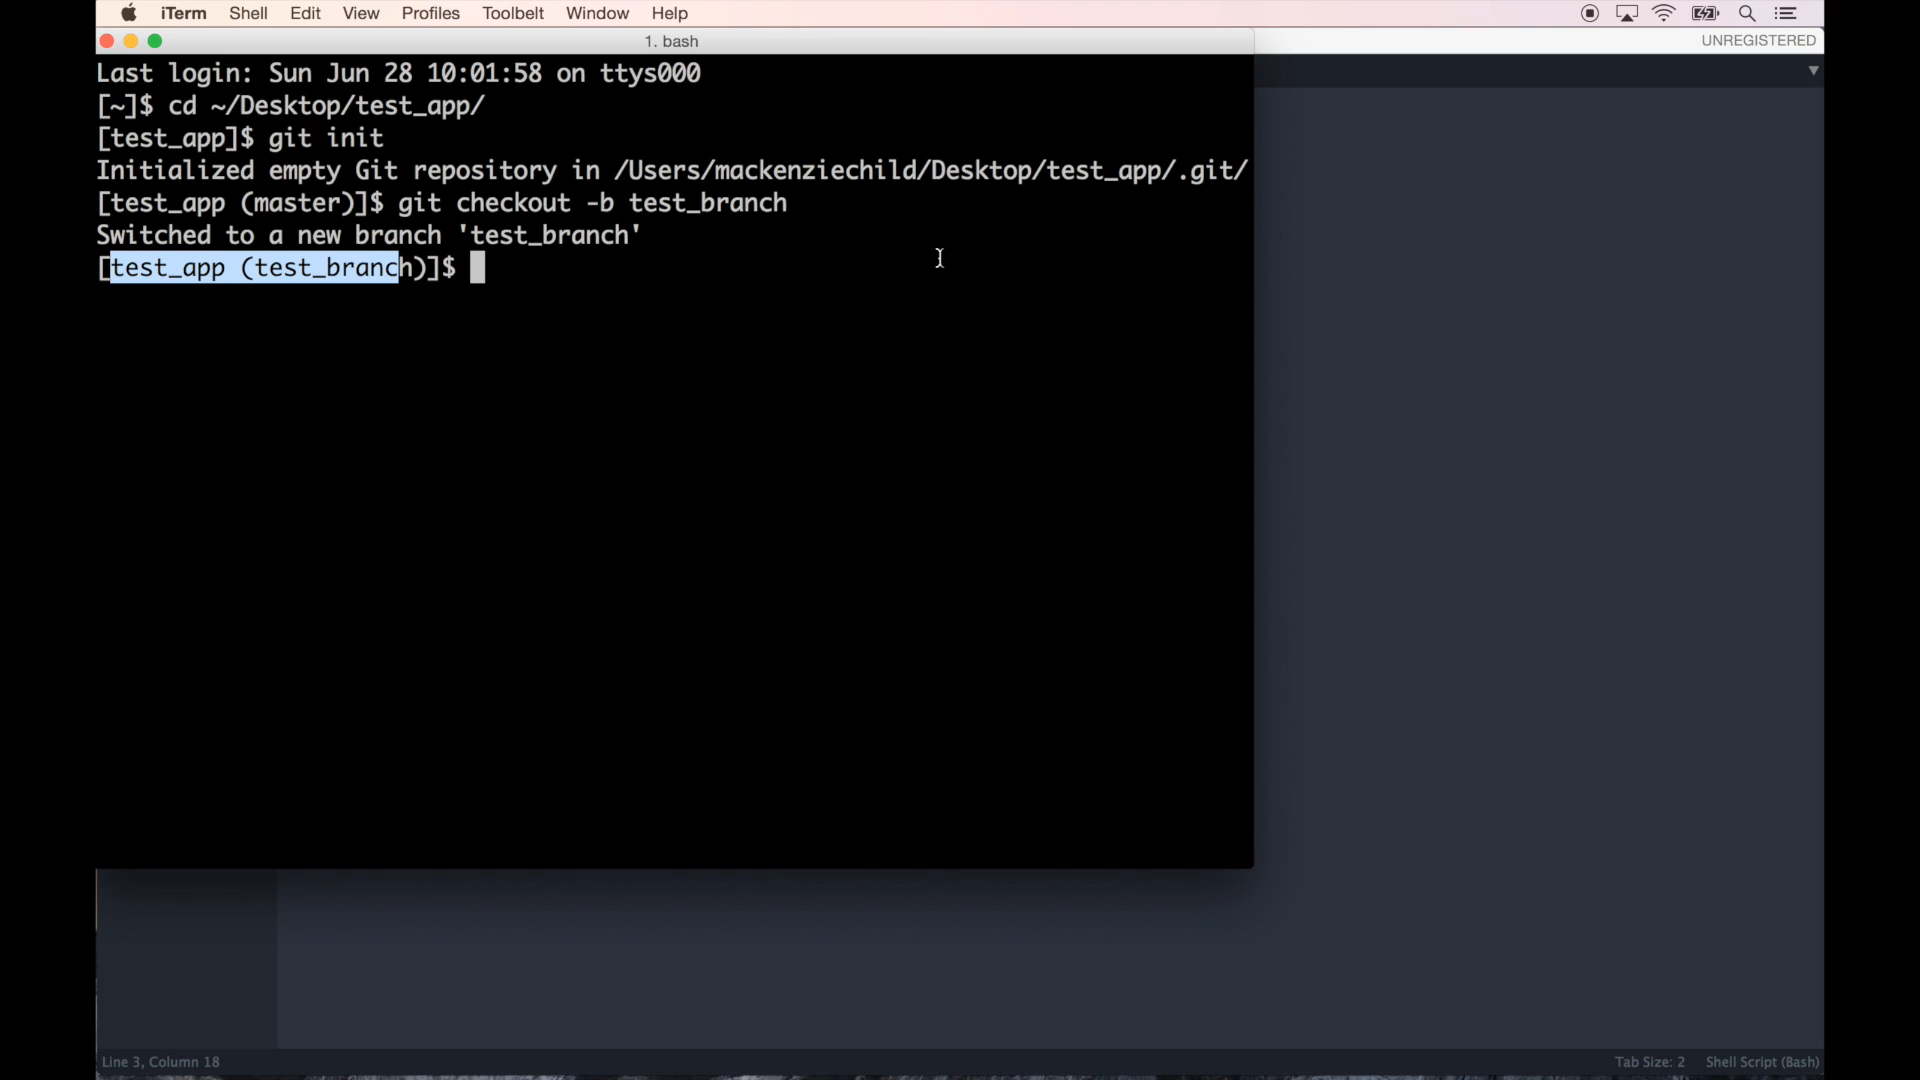 iTerm Shell Edit View Profiles Toolbelt Window Help
1. bash
UNREGISTERED
Last login: Sun Jun 28 10:01:58 on ttys000
[~]$ cd ~/Desktop/test_app/
[test_app]$ git init
Initialized empty Git repository in /Users/mackenziechild/Desktop/test_app/.git/
[test_app (master)]$ git checkout -b test_branch
Switched to a new branch 'test_branch'
[test_app (test_branch)]$
Line 3, Column 18
Tab Size: 2
Shell Script (Bash)